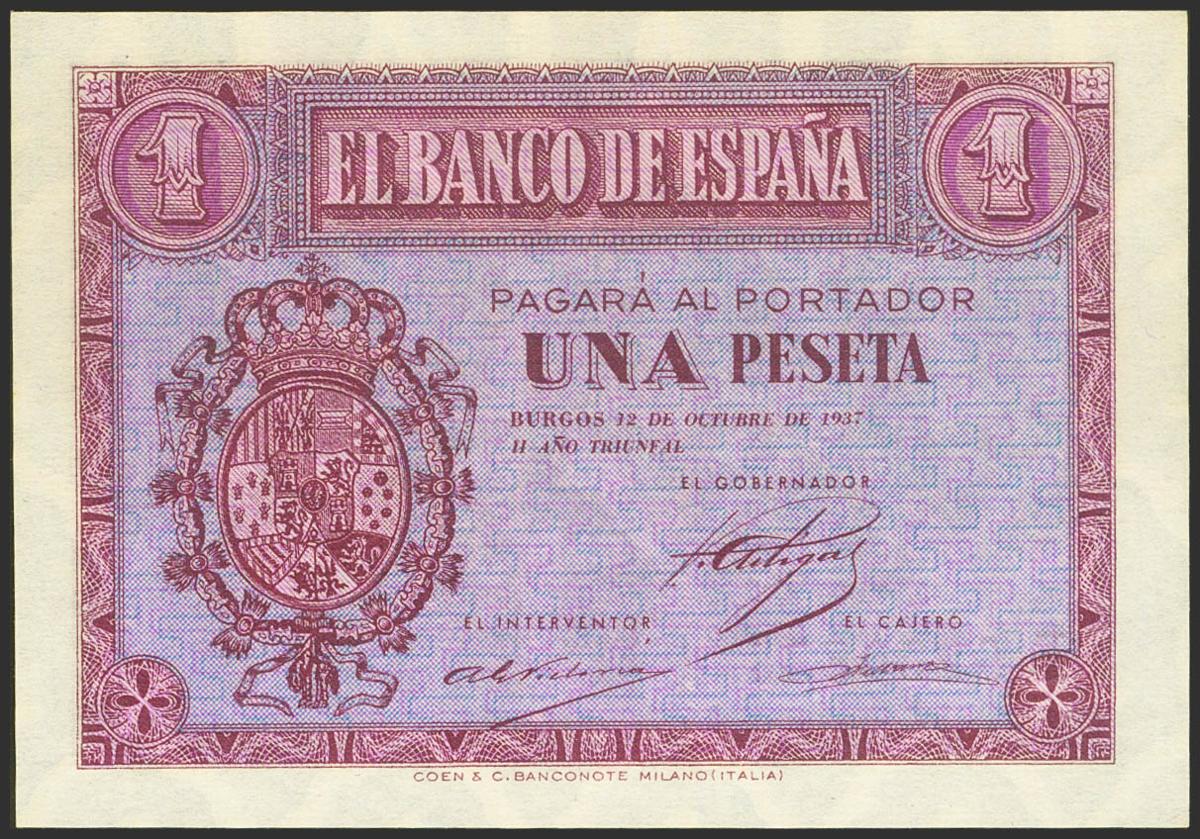 1 EL BANCO DE ESPAÑA 1
PAGARÁ AL PORTADOR
UNA PESETA
BURGOS 12 DE OCTUBRE DE 1937
II AÑO TRIUNFAL
EL GOBERNADOR
EL INTERVENTOR,
EL CAJERO
COEN & C. BANCONOTE MILANO (ITALIA)